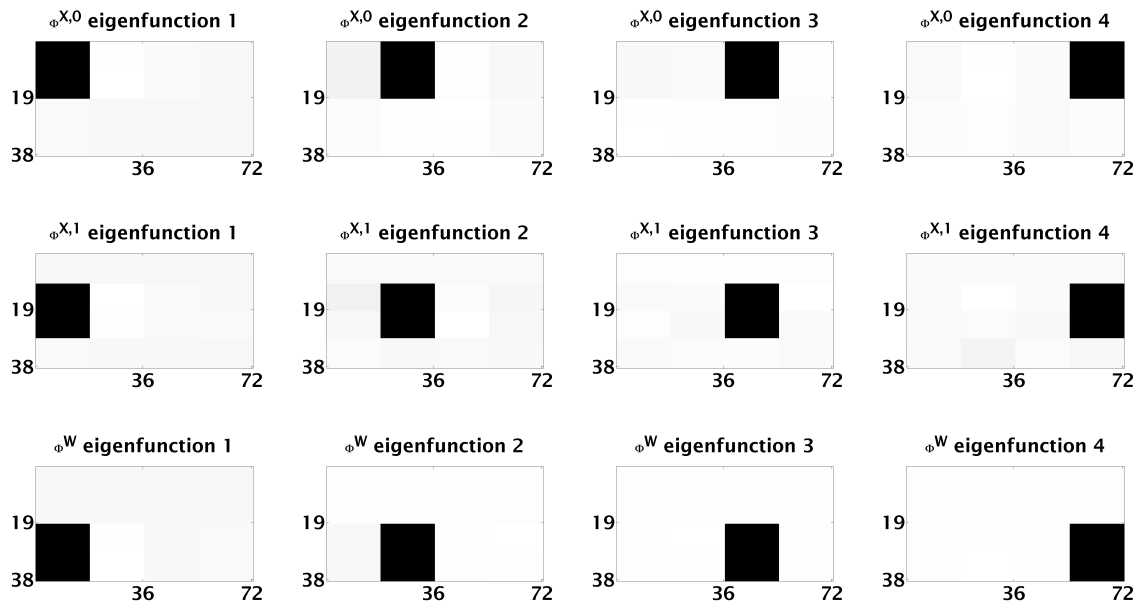 Φ^X,0 eigenfunction 1 Φ^X,0 eigenfunction 2 Φ^X,0 eigenfunction 3 Φ^X,0 eigenfunction 4
19 19 19 19
38 38 38 38
36 72 36 72 36 72 36 72
Φ^X,1 eigenfunction 1 Φ^X,1 eigenfunction 2 Φ^X,1 eigenfunction 3 Φ^X,1 eigenfunction 4
19 19 19 19
38 38 38 38
36 72 36 72 36 72 36 72
Φ^W eigenfunction 1 Φ^W eigenfunction 2 Φ^W eigenfunction 3 Φ^W eigenfunction 4
19 19 19 19
38 38 38 38
36 72 36 72 36 72 36 72